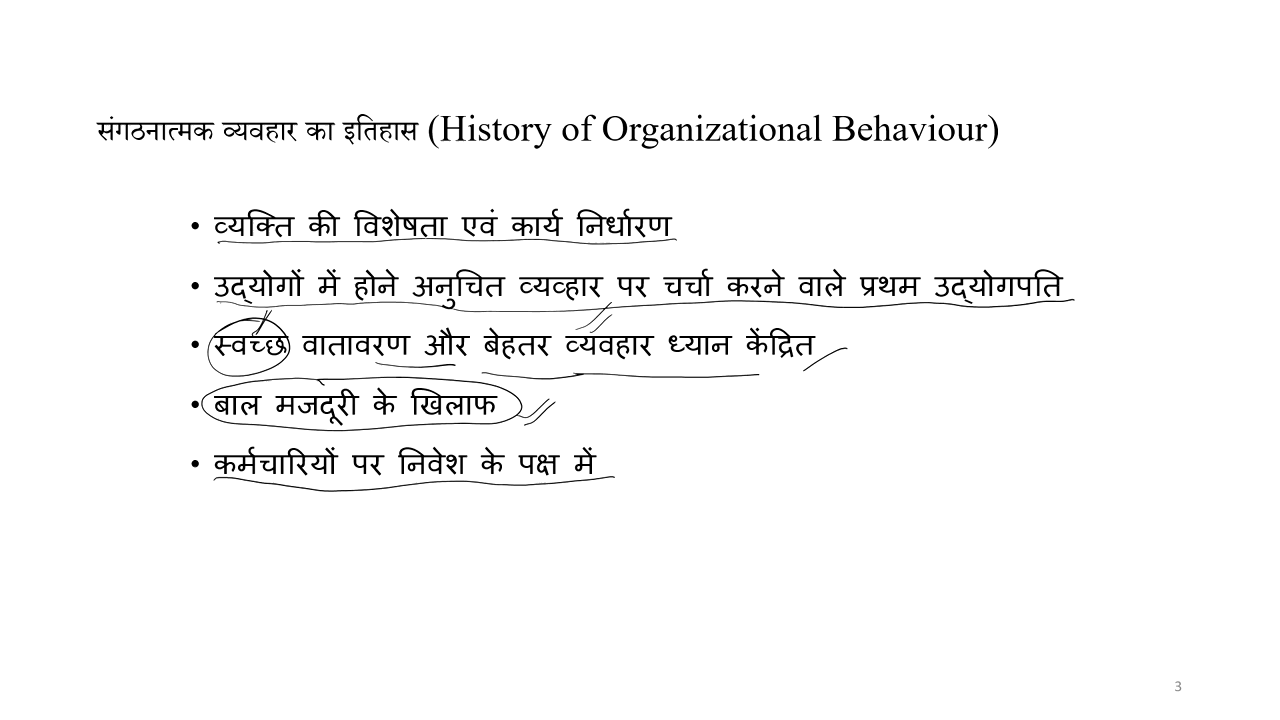 संगठनात्मक व्यवहार का इतिहास (History of Organizational Behaviour)
• व्यक्ति की विशेषता एवं कार्य निर्धारण
• उद्योगों में होने अनुचित व्यव्हार पर चर्चा करने वाले प्रथम उद्योगपति
• स्वच्छ वातावरण और बेहतर व्यवहार ध्यान केंद्रित
• बाल मजदूरी के खिलाफ
• कर्मचारियों पर निवेश के पक्ष में
3